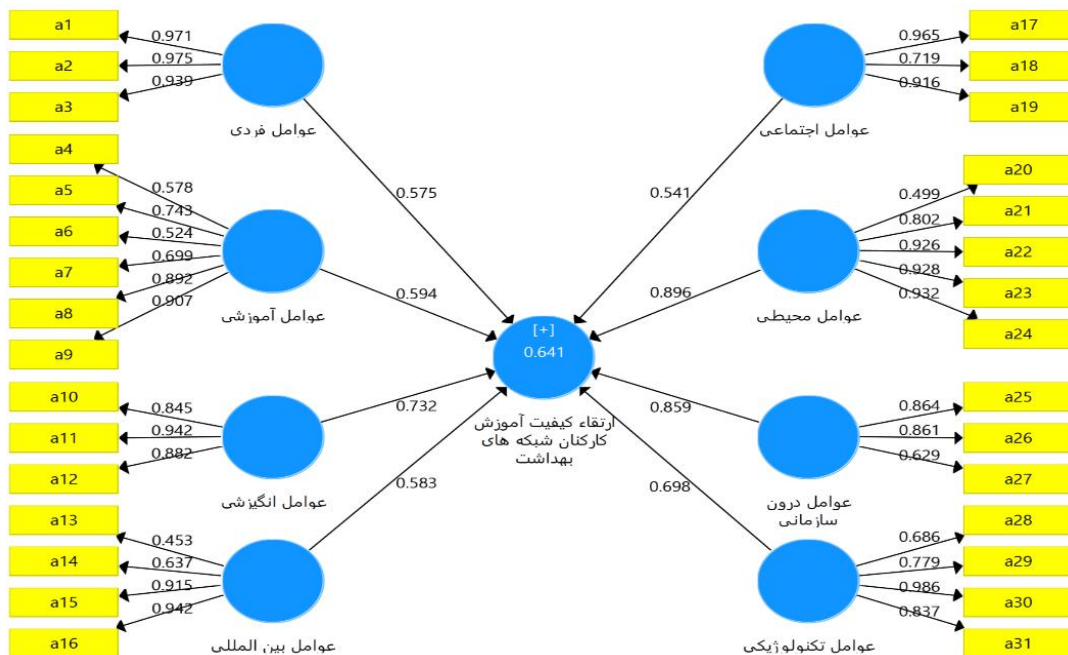 a1
a2
a3
0.971
0.975
0.939
عوامل فردی
a4
a5
a6
a7
a8
a9
0.578
0.743
0.524
0.699
0.892
0.907
عوامل آموزشی
a10
a11
a12
0.845
0.942
0.882
عوامل انگیزشی
a13
a14
a15
a16
0.453
0.637
0.915
0.942
عوامل بین المللی
0.575
0.594
0.732
0.583
[+]
0.641
ارتقاء کیفیت آموزش
کارکنان شبکه های
بهداشت
0.541
0.896
0.859
0.698
a17
a18
a19
0.965
0.719
0.916
عوامل اجتماعی
a20
a21
a22
a23
a24
0.499
0.802
0.926
0.928
0.932
عوامل محیطی
a25
a26
a27
0.864
0.861
0.629
عوامل درون
سازمانی
a28
a29
a30
a31
0.686
0.779
0.986
0.837
عوامل تکنولوژیکی